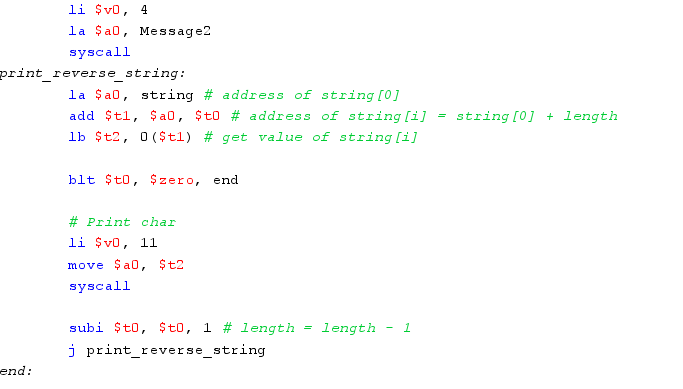 li $v0, 4
la $a0, Message2
syscall
print_reverse_string:
la $a0, string # address of string[0]
add $t1, $a0, $t0 # address of string[i] = string[0] + length
lb $t2, 0($t1) # get value of string[i]
blt $t0, $zero, end
# Print char
li $v0, 11
move $a0, $t2
syscall
subi $t0, $t0, 1 # length = length - 1
j print_reverse_string
end: